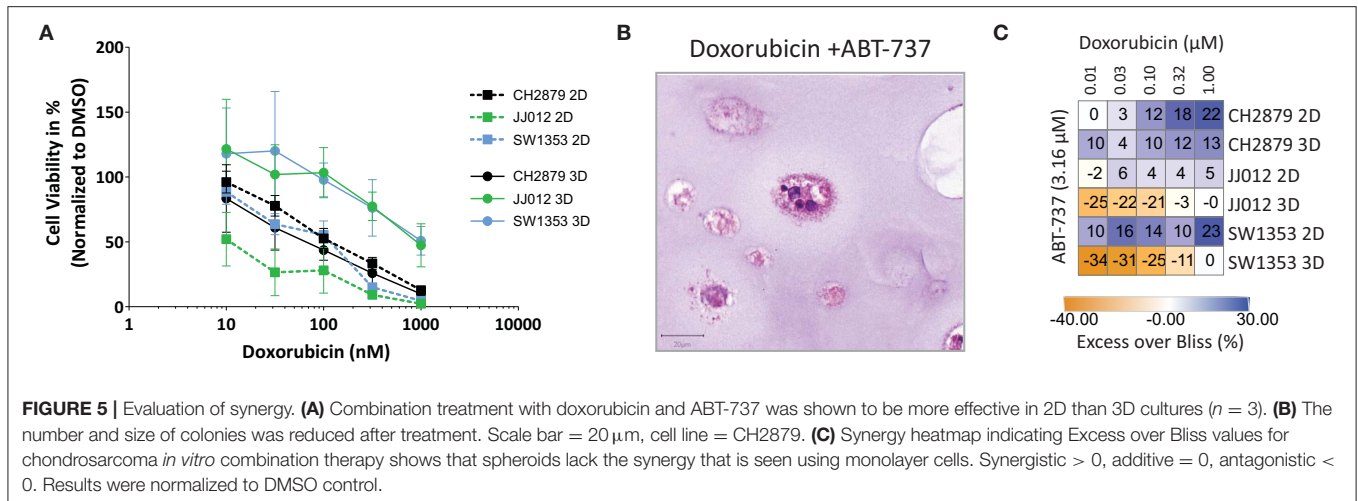 A
200
150
100
50
0
Cell Viability in %
(Normalized to DMSO)
1 10 100 1000 10000
Doxorubicin (nM)
CH2879 2D
JJ012 2D
SW1353 2D
CH2879 3D
JJ012 3D
SW1353 3D
B
Doxorubicin +ABT-737
20μm
C
Doxorubicin (μM)
0.01 0.03 0.10 0.32 1.00
ABT-737 (3.16 μM)
0 3 12 18 22 CH2879 2D
10 4 10 12 13 CH2879 3D
-2 6 4 4 5 JJ012 2D
-25 -22 -21 -3 -0 JJ012 3D
10 16 14 10 23 SW1353 2D
-34 -31 -25 -11 0 SW1353 3D
-40.00 -0.00 30.00
Excess over Bliss (%)
FIGURE 5 | Evaluation of synergy. (A) Combination treatment with doxorubicin and ABT-737 was shown to be more effective in 2D than 3D cultures (n = 3). (B) The
number and size of colonies was reduced after treatment. Scale bar = 20 μm, cell line = CH2879. (C) Synergy heatmap indicating Excess over Bliss values for
chondrosarcoma in vitro combination therapy shows that spheroids lack the synergy that is seen using monolayer cells. Synergistic > 0, additive = 0, antagonistic <
0. Results were normalized to DMSO control.